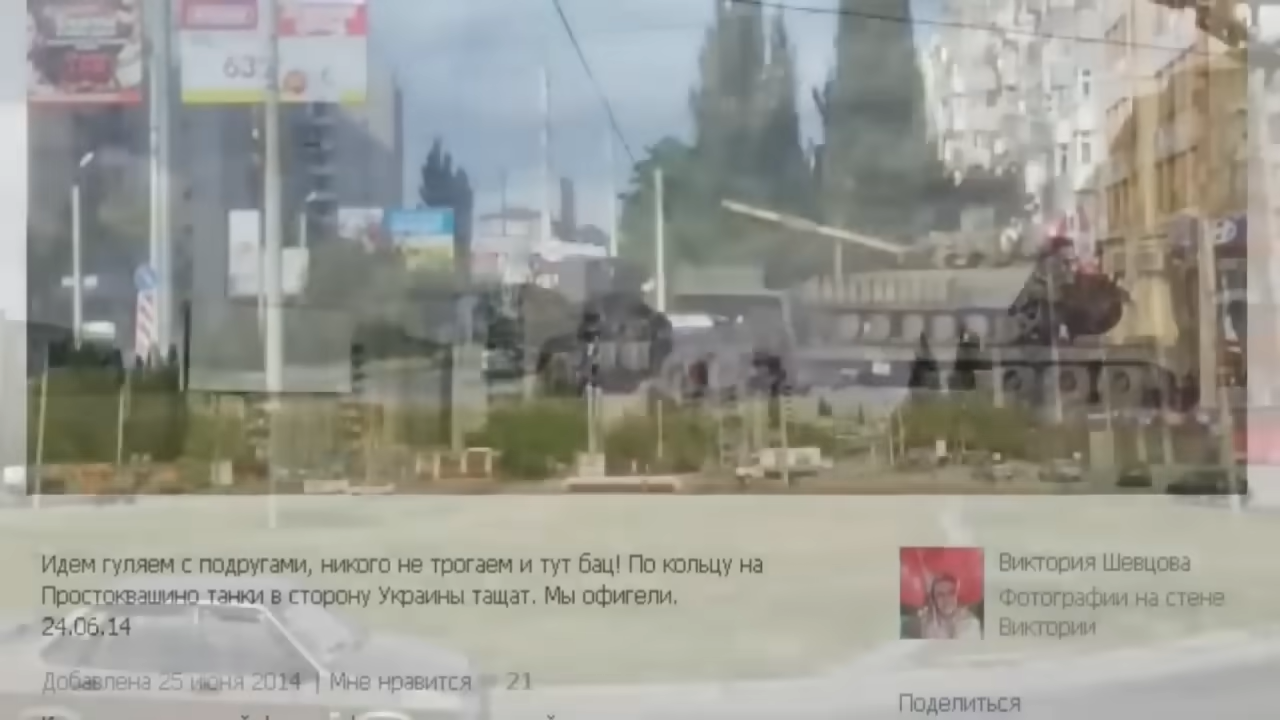 63%
Идем гуляем с подругами, никого не трогаем и тут бац! По кольцу на
Простоквашино танки в сторону Украины тащат. Мы офигели.
24.06.14
Добавлена 25 июня 2014 | Мне нравится 21
Виктория Шевцова
Фотографии на стене
Виктории
Поделиться